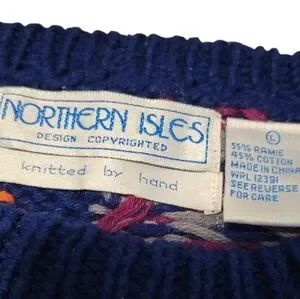 NORTHERN ISLES
DESIGN COPYRIGHTED
knitted by hand
L
55% RAMIE
45% COTTON
MADE IN CHINA
WPL 12391
SEE REVERSE
FOR CARE